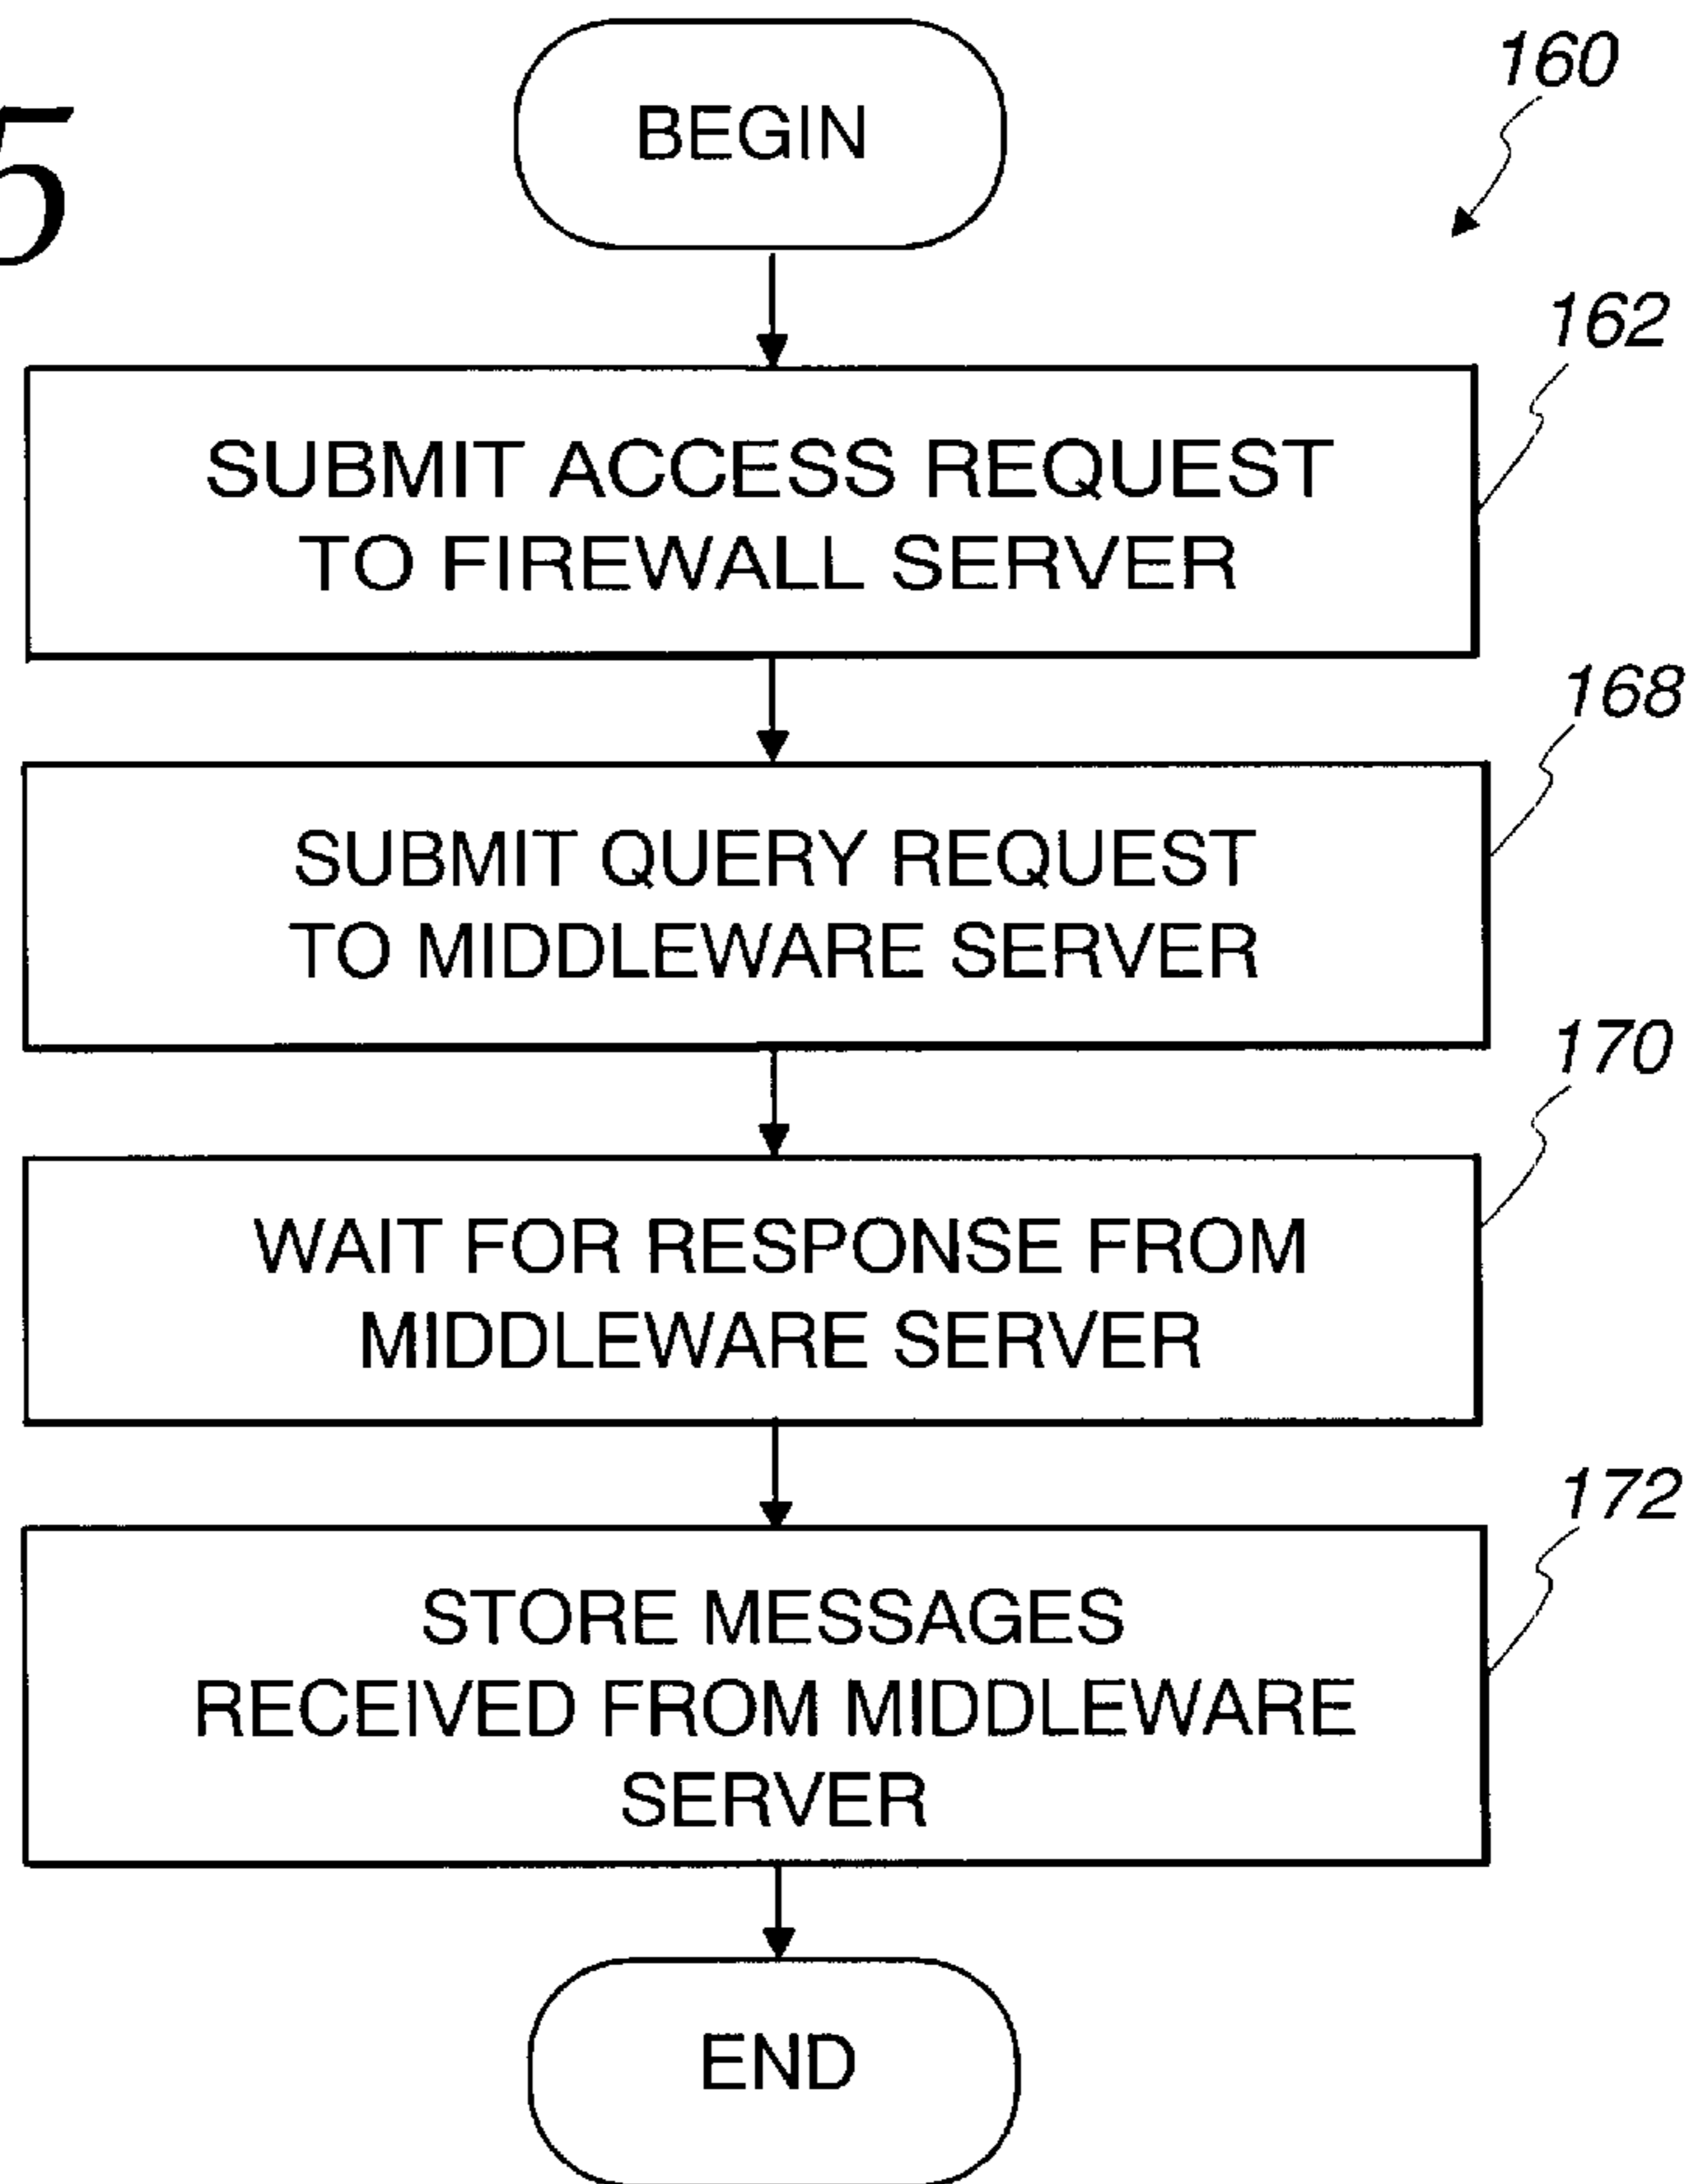 5
BEGIN
160
162
SUBMIT ACCESS REQUEST
TO FIREWALL SERVER
168
SUBMIT QUERY REQUEST
TO MIDDLEWARE SERVER
170
WAIT FOR RESPONSE FROM
MIDDLEWARE SERVER
172
STORE MESSAGES
RECEIVED FROM MIDDLEWARE
SERVER
END